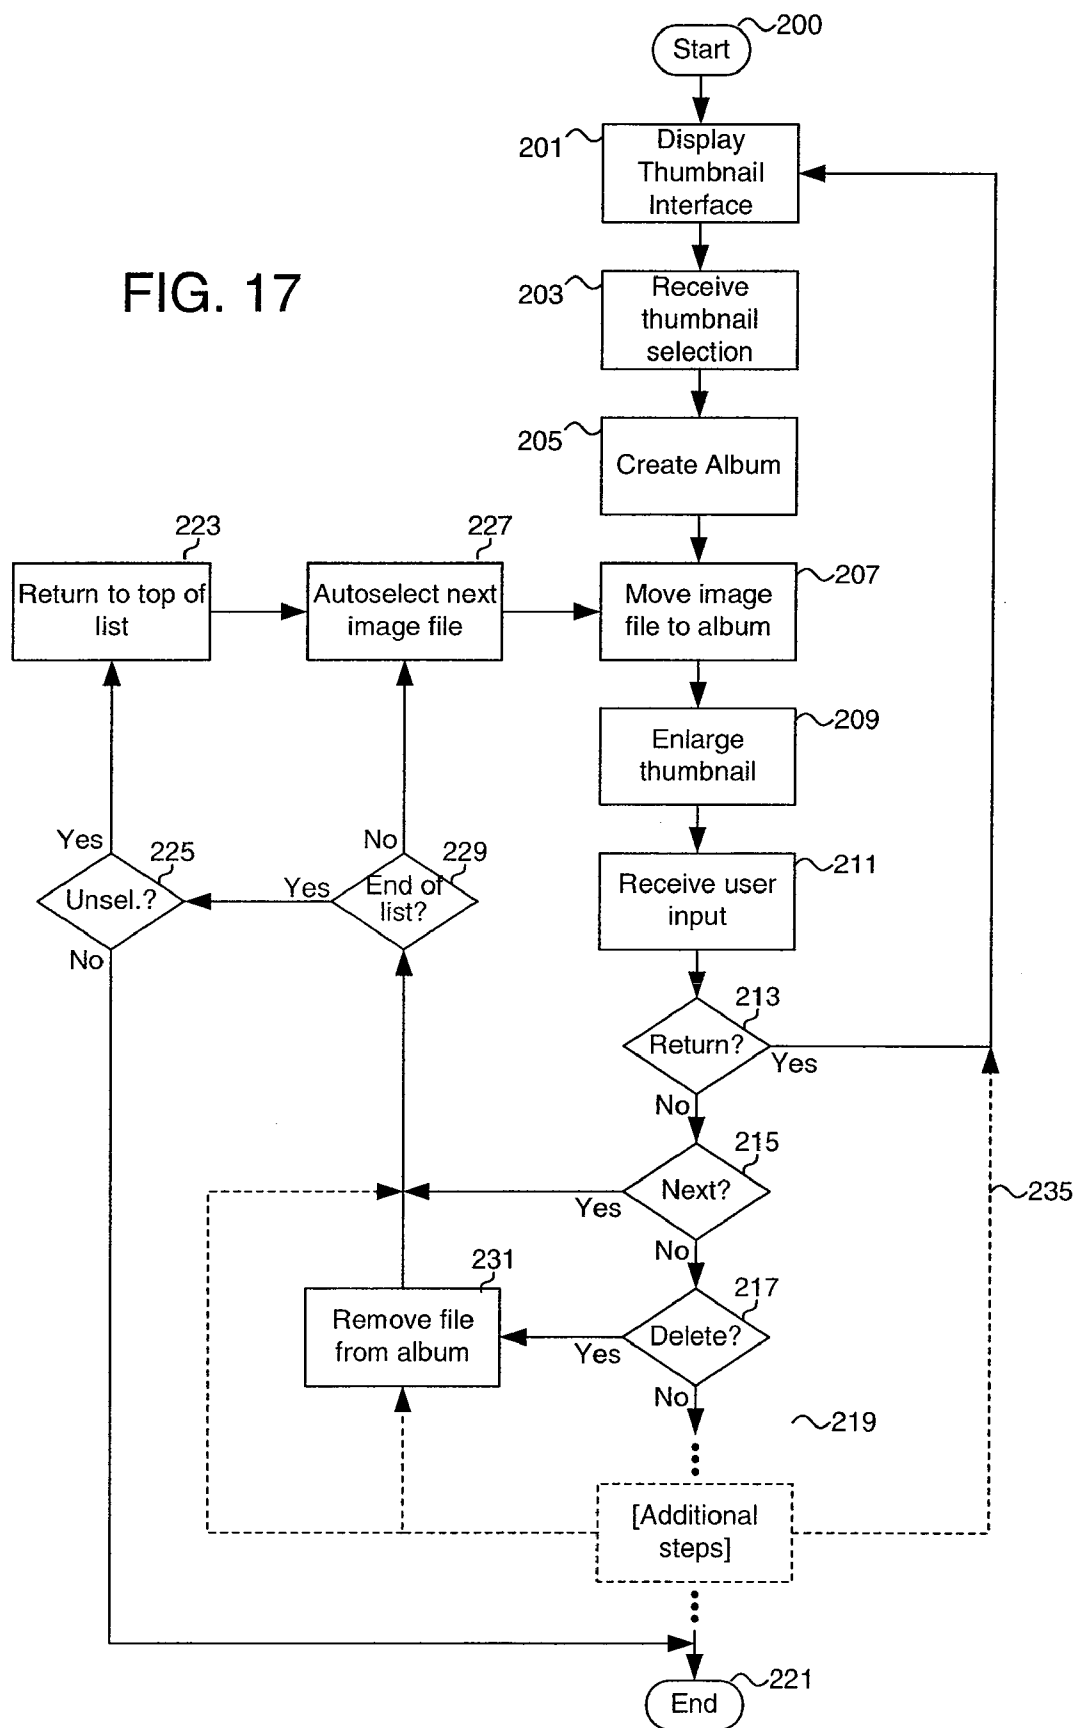 200
Start
201
Display
Thumbnail
Interface
FIG. 17
203
Receive
thumbnail
selection
205
Create Album
223
Return to top of
list
227
Autoselect next
image file
207
Move image
file to album
209
Enlarge
thumbnail
211
Receive user
input
Yes
225
Unsel.?
No
Yes
No
229
End of
list?
213
Return?
Yes
No
215
Next?
Yes
No
235
231
Remove file
from album
217
Delete?
Yes
No
219
[Additional
steps]
221
End